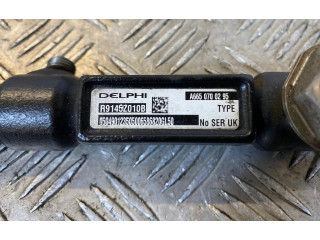 DELPHI
A665 070 02 95
R9145Z010B
TYPE
No SER UK